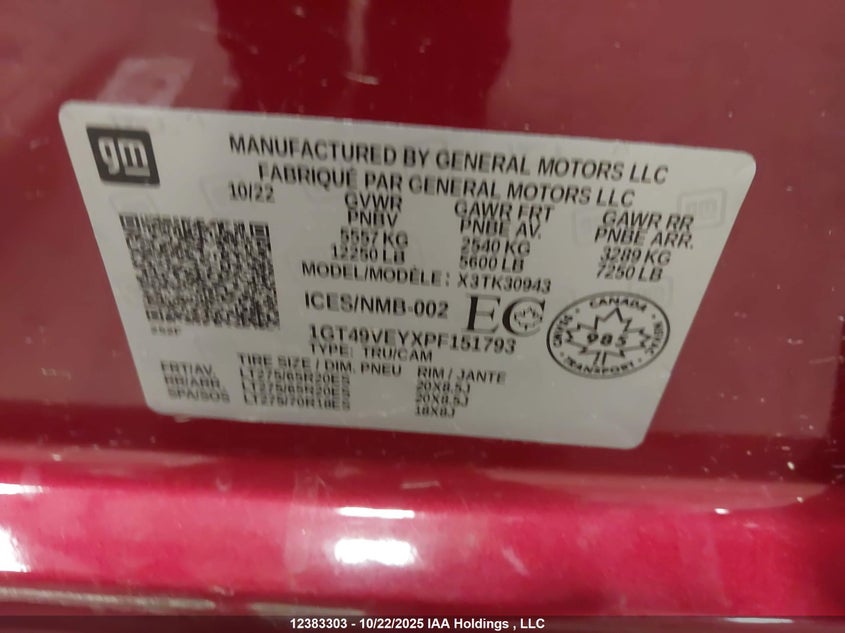 gm
MANUFACTURED BY GENERAL MOTORS LLC
FABRIQUÉ PAR GENERAL MOTORS LLC
10/22 GVWR GAWR FRT GAWR RR
PNBV PNBE AV. PNBE ARR.
5557 KG 2540 KG 3289 KG
12250 LB 5600 LB 7250 LB
MODEL/MODÈLE: X3TK30943
ICES/NMB-002 EC
CANADA
985
TRANSPORT
1GT49VEYXPF151793
TYPE: TRU/CAM
TIRE SIZE / DIM. PNEU RIM / JANTE
FRT/AV. LT275/65R20ES 20X8.5J
RR/ARR. LT275/65R20ES 20X8.5J
SPA/SOS LT275/70R18ES 18X8J
12383303 - 10/22/2025 IAA Holdings , LLC